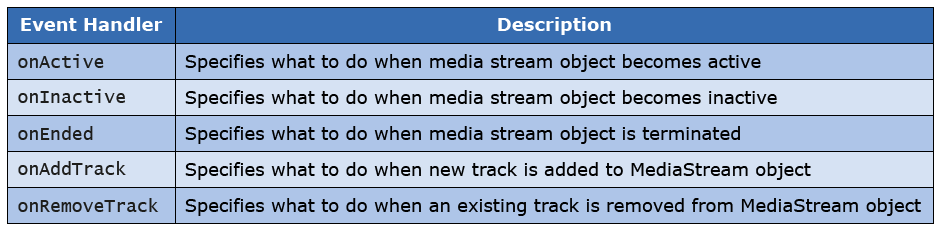 Event Handler Description
onActive Specifies what to do when media stream object becomes active
onInactive Specifies what to do when media stream object becomes inactive
onEnded Specifies what to do when media stream object is terminated
onAddTrack Specifies what to do when new track is added to MediaStream object
onRemoveTrack Specifies what to do when an existing track is removed from MediaStream object